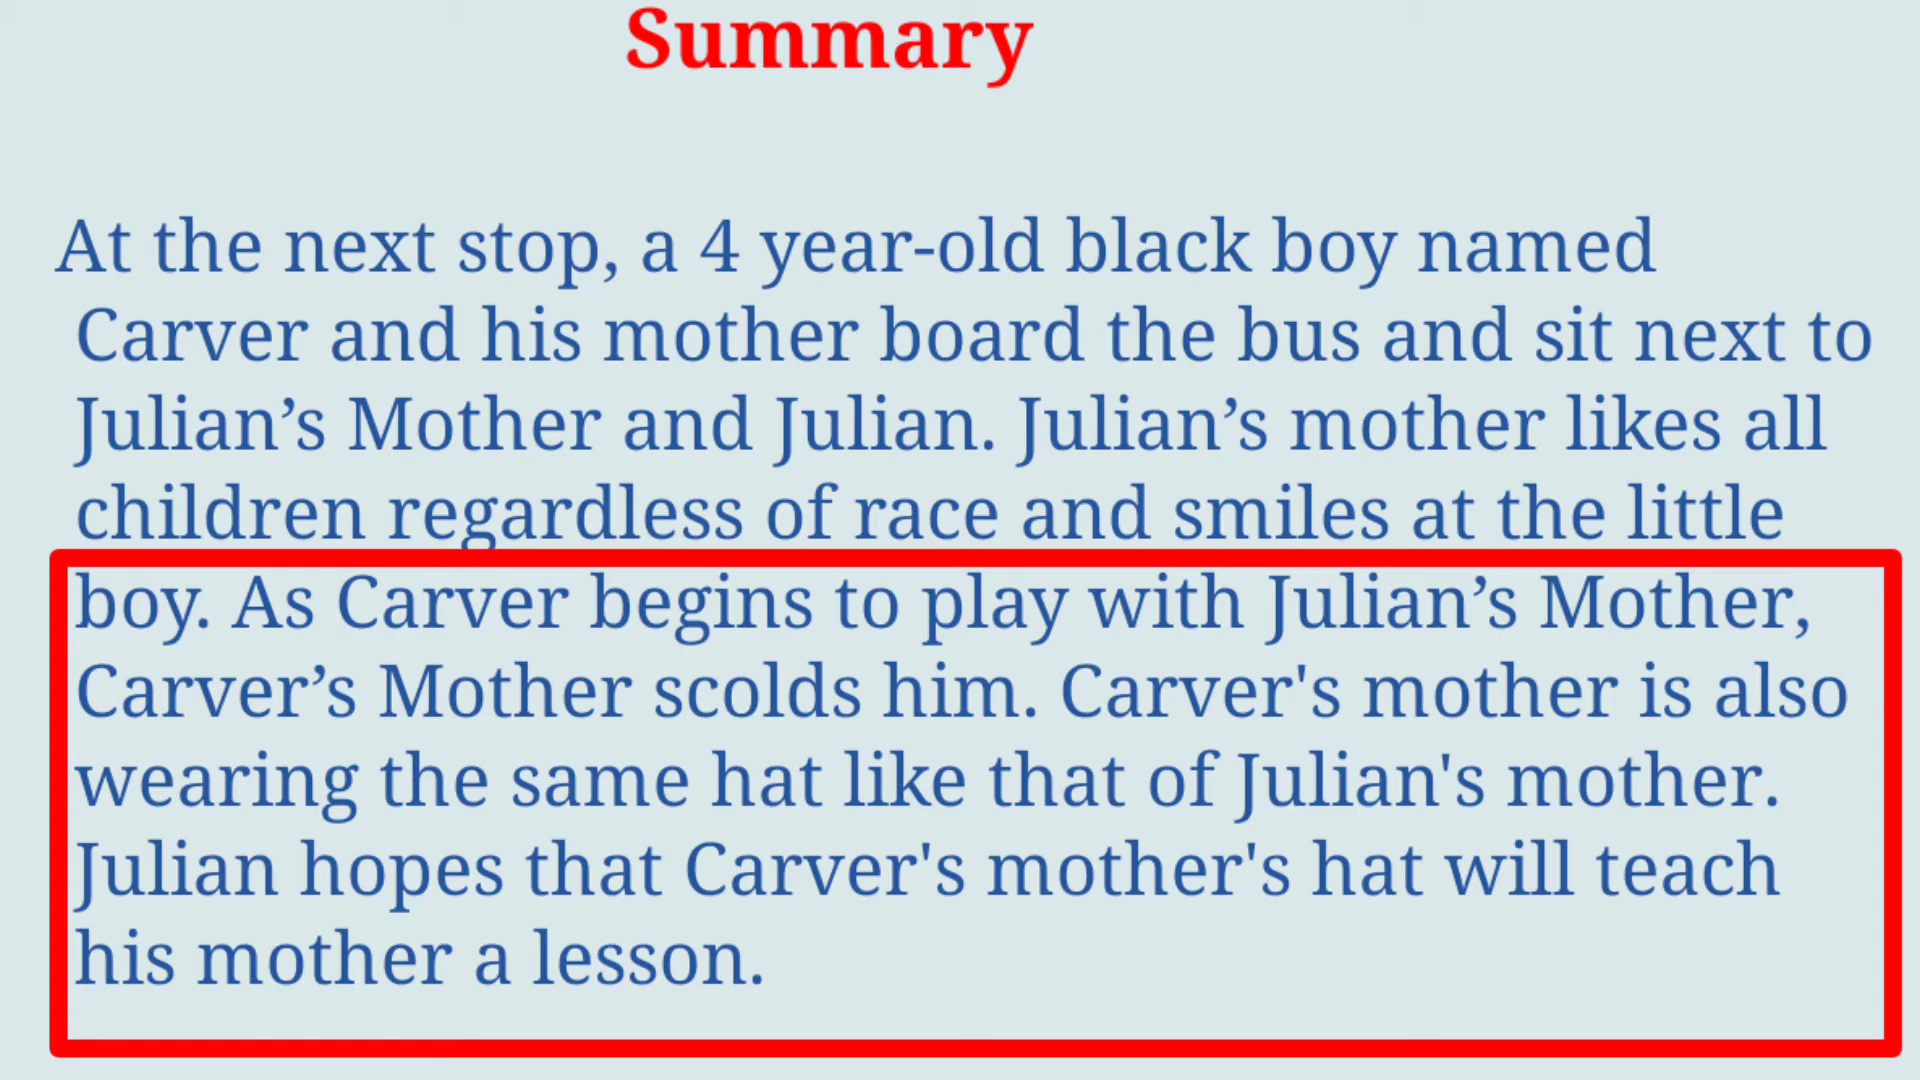 Summary
At the next stop, a 4 year-old black boy named
Carver and his mother board the bus and sit next to
Julian’s Mother and Julian. Julian’s mother likes all
children regardless of race and smiles at the little
boy. As Carver begins to play with Julian’s Mother,
Carver’s Mother scolds him. Carver's mother is also
wearing the same hat like that of Julian's mother.
Julian hopes that Carver's mother's hat will teach
his mother a lesson.